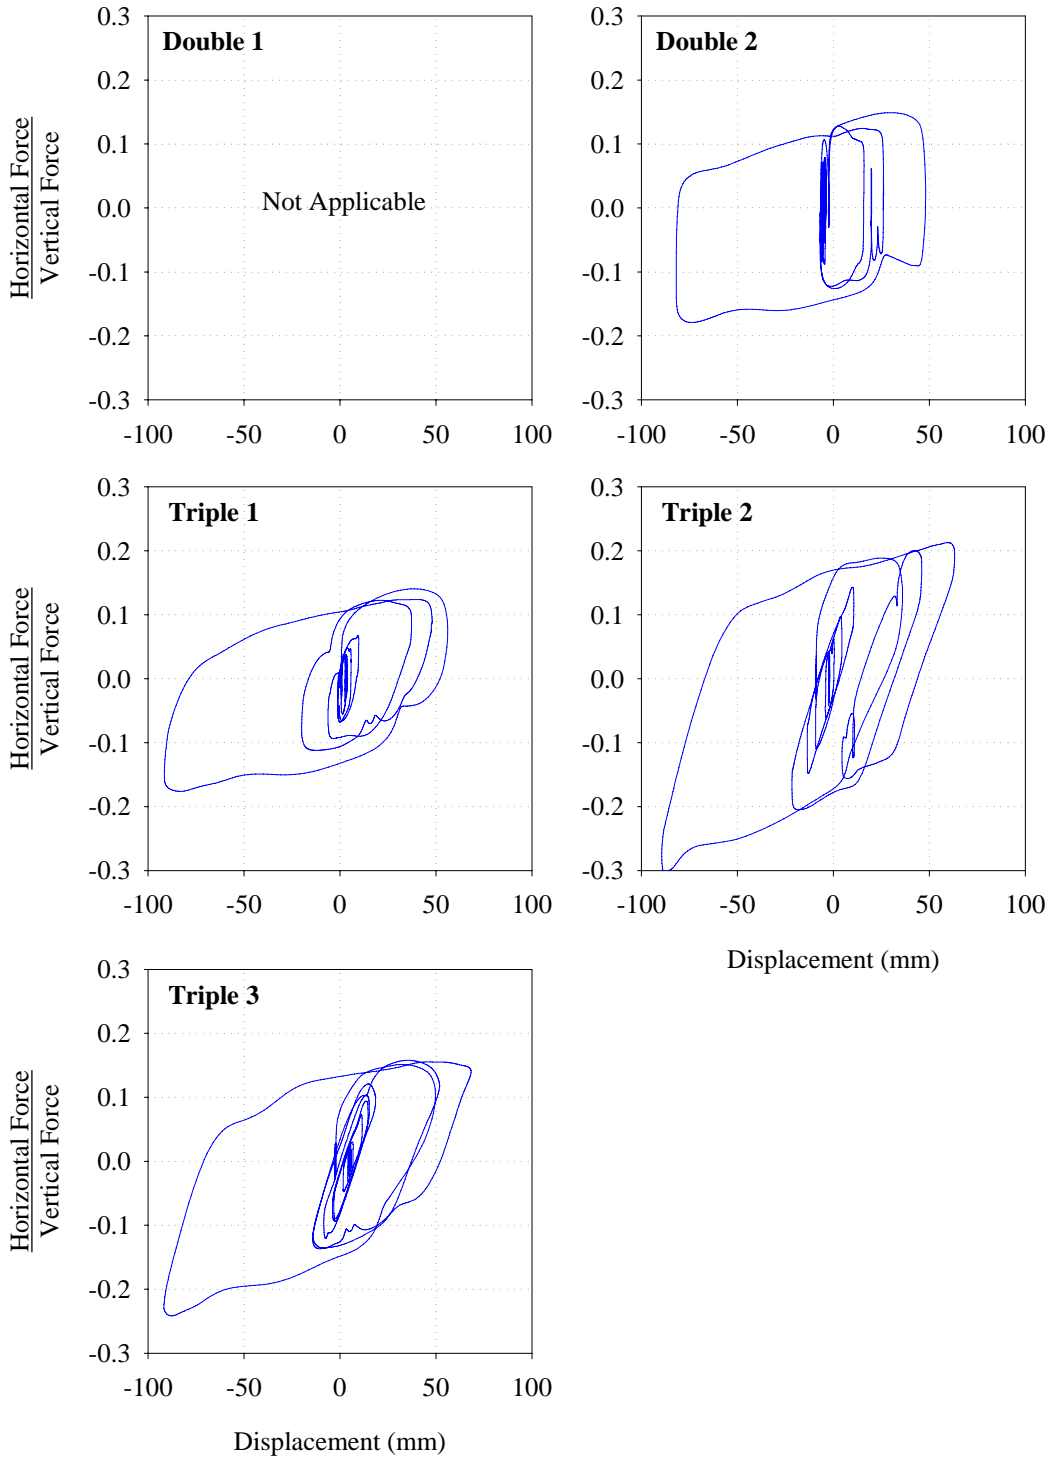 Double 1
Double 2
0.3
0.2
0.1
0.0
-0.1
-0.2
-0.3
Horizontal Force
Vertical Force
Not Applicable
-100 -50 0 50 100
0.3
0.2
0.1
0.0
-0.1
-0.2
-0.3
-100 -50 0 50 100
Triple 1
0.3
0.2
0.1
0.0
-0.1
-0.2
-0.3
Horizontal Force
Vertical Force
-100 -50 0 50 100
Triple 2
0.3
0.2
0.1
0.0
-0.1
-0.2
-0.3
-100 -50 0 50 100
Displacement (mm)
Triple 3
0.3
0.2
0.1
0.0
-0.1
-0.2
-0.3
Horizontal Force
Vertical Force
-100 -50 0 50 100
Displacement (mm)